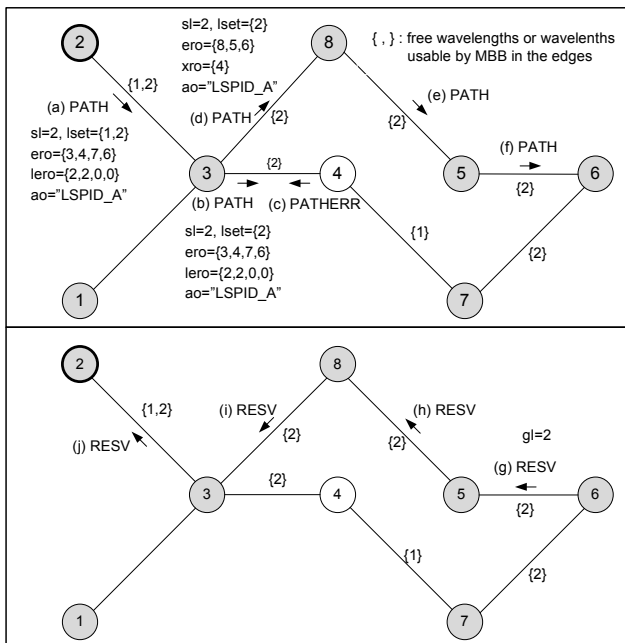 sl=2, lset={2}
ero={8,5,6}
xro={4}
ao="LSPID_A"
{ , } : free wavelengths or wavelenths
usable by MBB in the edges
2
8
{1,2}
(a) PATH
(d) PATH
{2}
(e) PATH
{2}
(f) PATH
sl=2, lset={1,2}
ero={3,4,7,6}
lero={2,2,0,0}
ao="LSPID_A"
3
{2}
4
5
{2}
6
(b) PATH
(c) PATHERR
sl=2, lset={2}
ero={3,4,7,6}
lero={2,2,0,0}
ao="LSPID_A"
{1}
{2}
1
7
2
8
{1,2}
(i) RESV
(h) RESV
{2}
{2}
gl=2
(j) RESV
(g) RESV
3
{2}
4
5
{2}
6
{1}
{2}
1
7